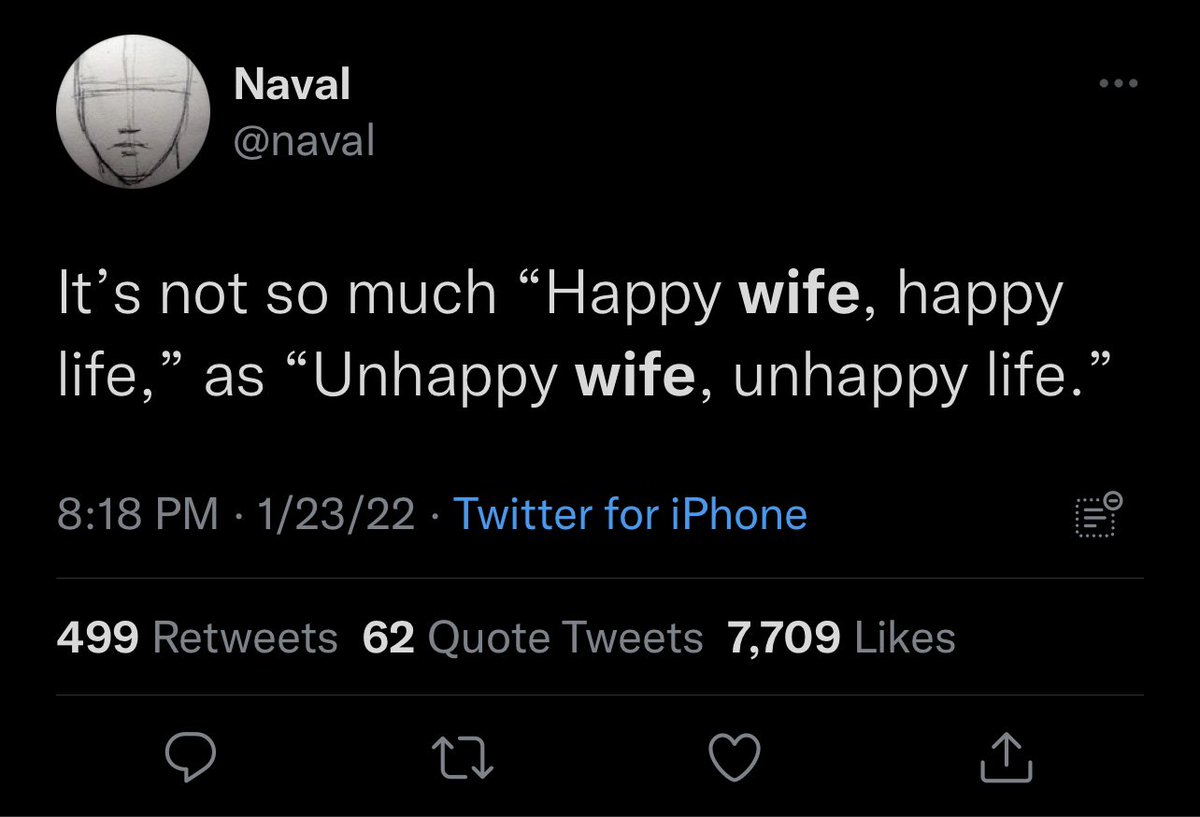 Naval
@naval
It’s not so much “Happy wife, happy
life,” as “Unhappy wife, unhappy life.”
8:18 PM · 1/23/22 · Twitter for iPhone
499 Retweets 62 Quote Tweets 7,709 Likes